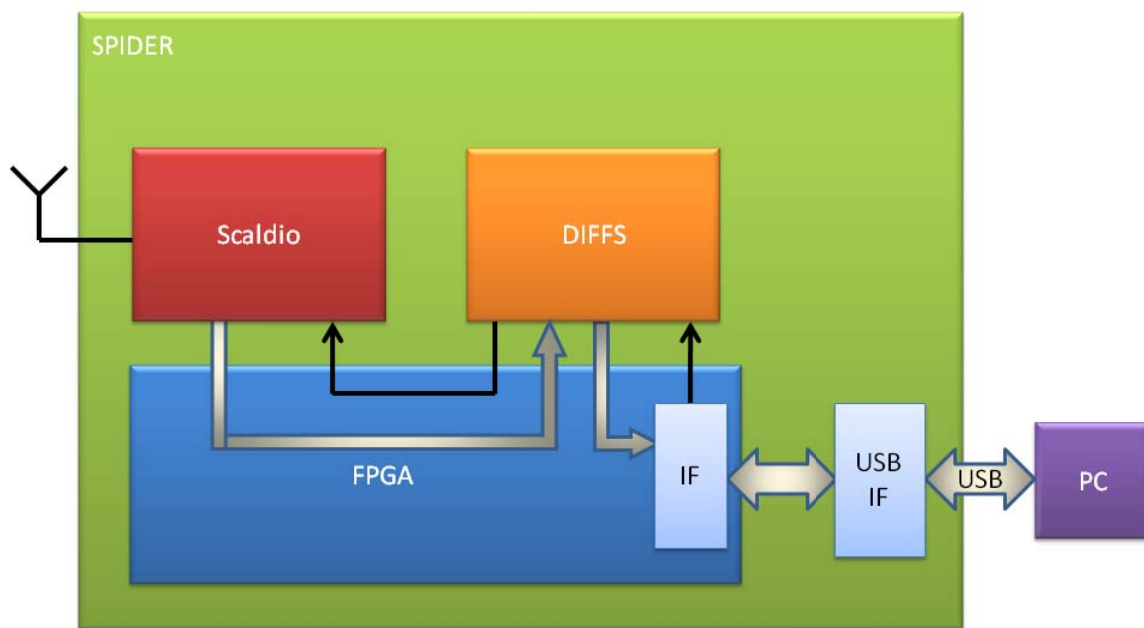 SPIDER
Scaldio
DIFFS
FPGA
IF
USB
IF
USB
PC